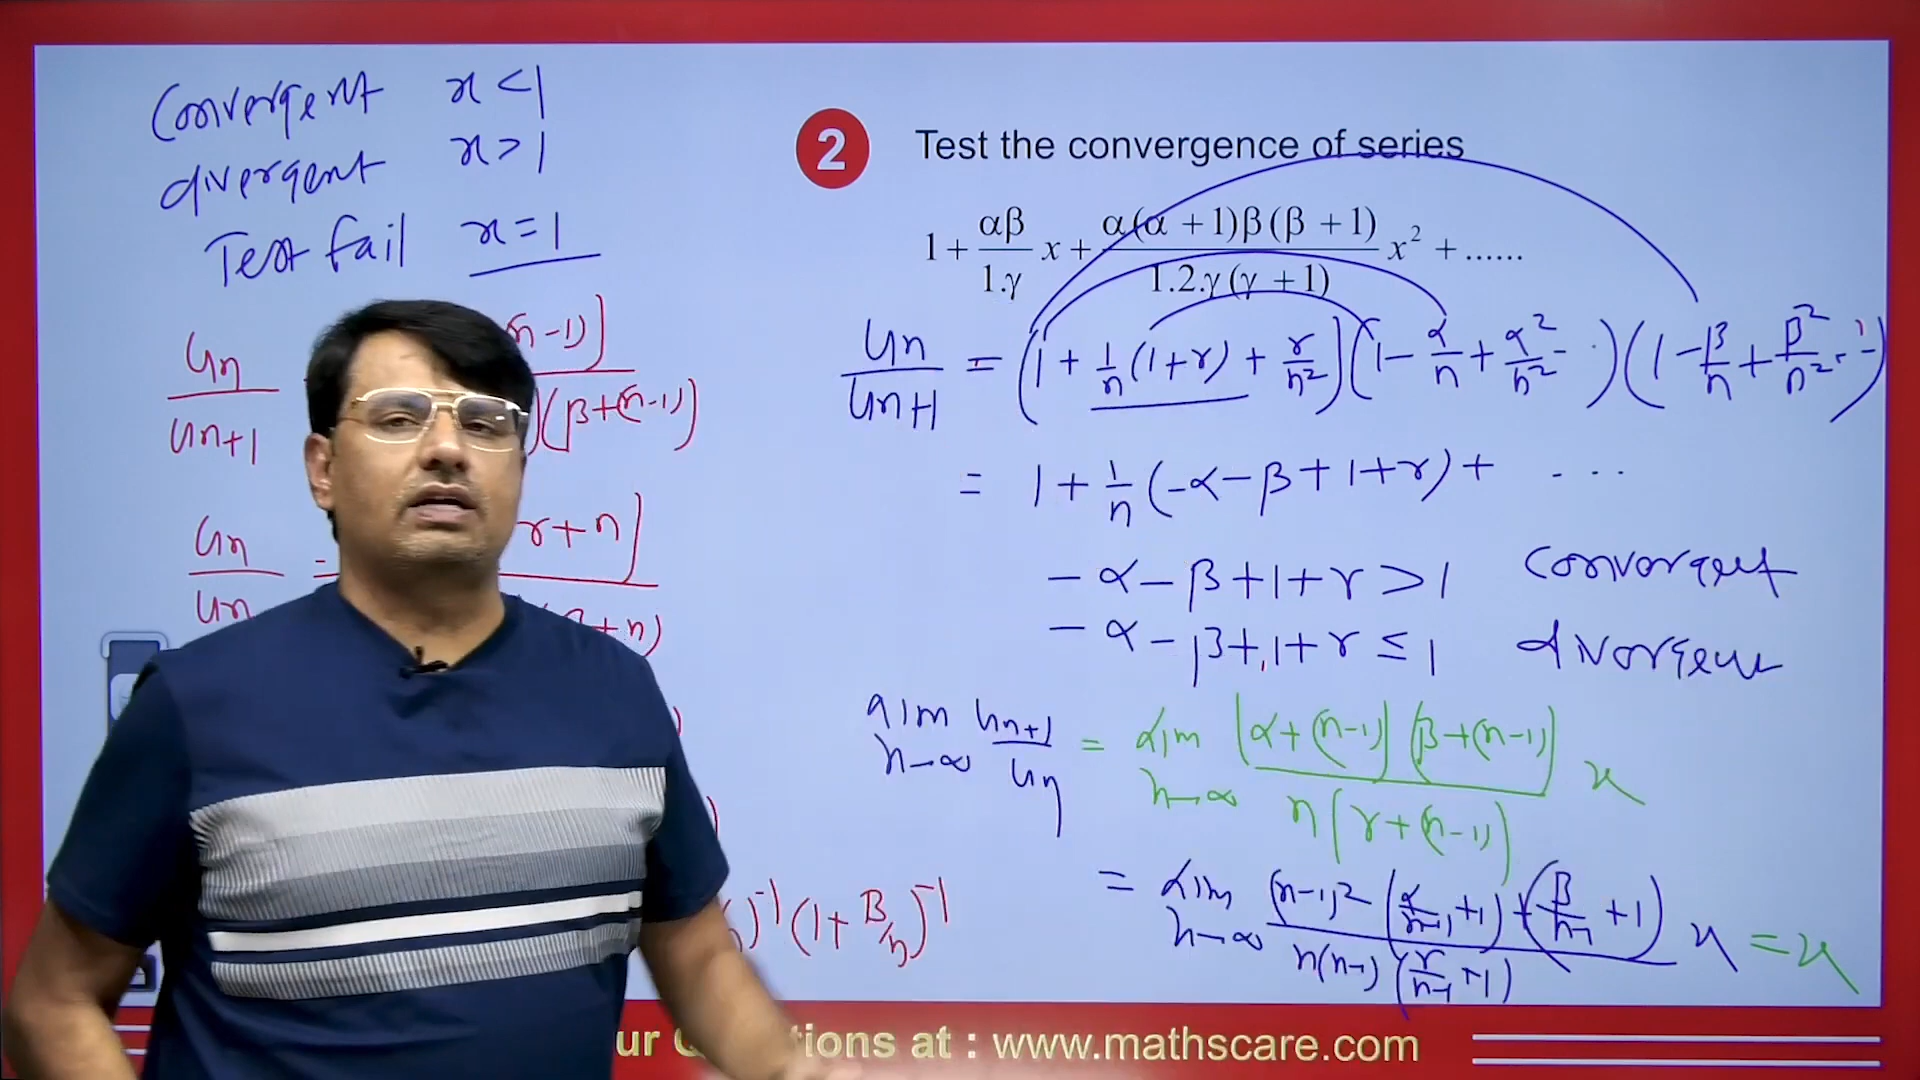 Convergent x < 1
divergent x > 1
Test fail x = 1
2 Test the convergence of series
1 + αβ/1.γ x + α(α + 1)β(β + 1)/1.2.γ(γ + 1) x² + ......
un/un+1 = (1 + 1/n (1+r) + r/n²)(1 - α/n + α²/n² - ·)(1 - β/n + β²/n² · -)
= 1 + 1/n (-α - β + 1 + r) + ...
- α - β + 1 + r > 1 Convergent
- α - β + 1 + r ≤ 1 divergent
lim n→∞ un+1/un = lim n→∞ [α+(n-1)][β+(n-1)] / n[r+(n-1)] x
= lim n→∞ (n-1)² (α/n-1 + 1) + (β/n-1 + 1) / n(n-1) (r/n-1 + 1) x = x
un/un+1
(n-1)]
)(β+(n-1))
un/un =
r+n]
+n)
)⁻¹ (1 + β/n)⁻¹
at : www.mathscare.com